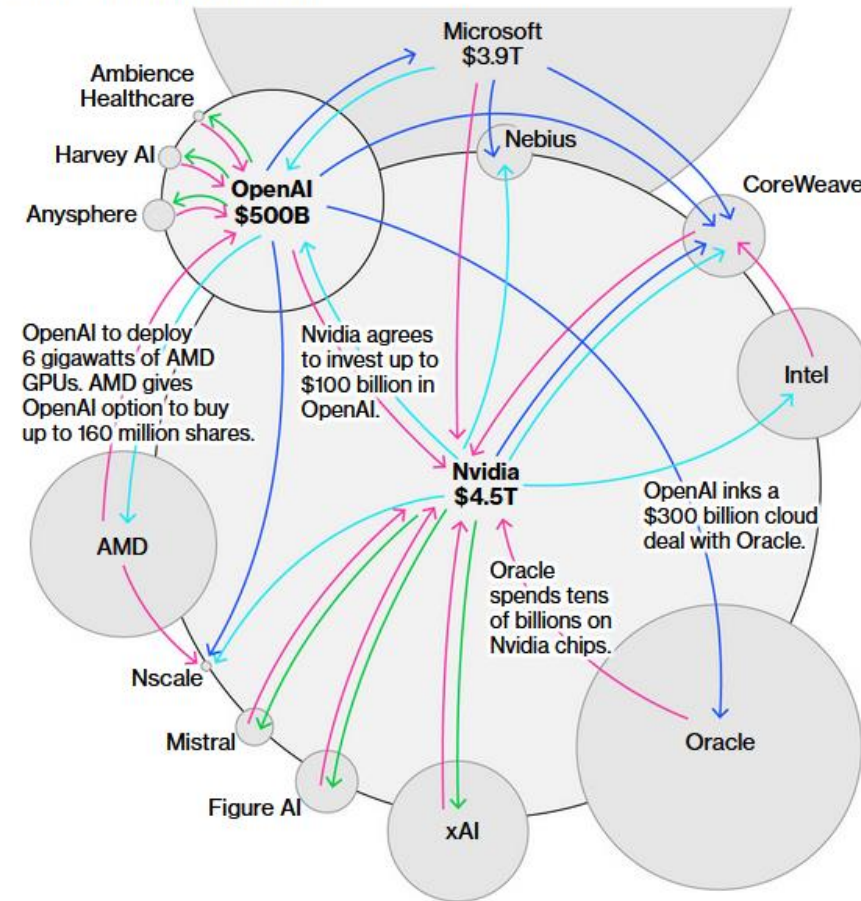 Microsoft
$3.9T
Ambience
Healthcare
Harvey AI
Anysphere
OpenAI
$500B
Nebius
CoreWeave
OpenAI to deploy
6 gigawatts of AMD
GPUs. AMD gives
OpenAI option to buy
up to 160 million shares.
Nvidia agrees
to invest up to
$100 billion in
OpenAI.
Intel
Nvidia
$4.5T
OpenAI inks a
$300 billion cloud
deal with Oracle.
AMD
Oracle
spends tens
of billions on
Nvidia chips.
Nscale
Mistral
Oracle
Figure AI
xAI